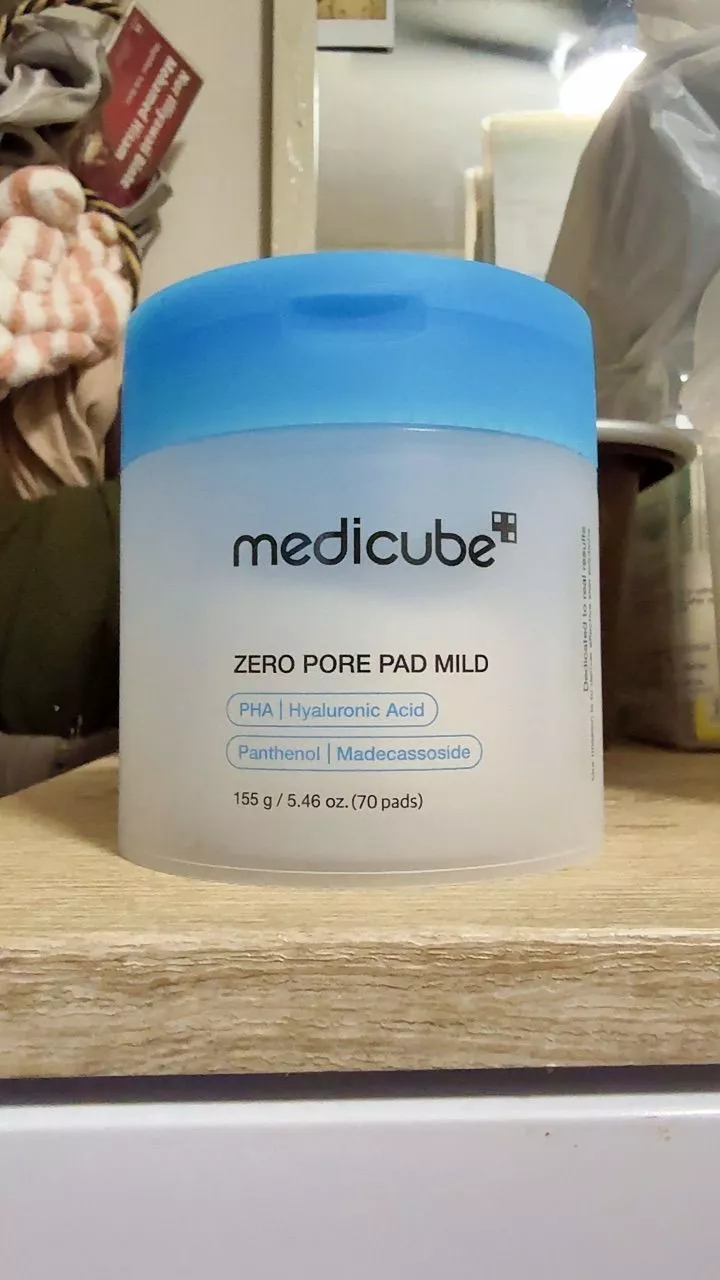 medicube
ZERO PORE PAD MILD
PHA | Hyaluronic Acid
Panthenol | Madecassoside
155 g / 5.46 oz. (70 pads)
Dedicated to real results